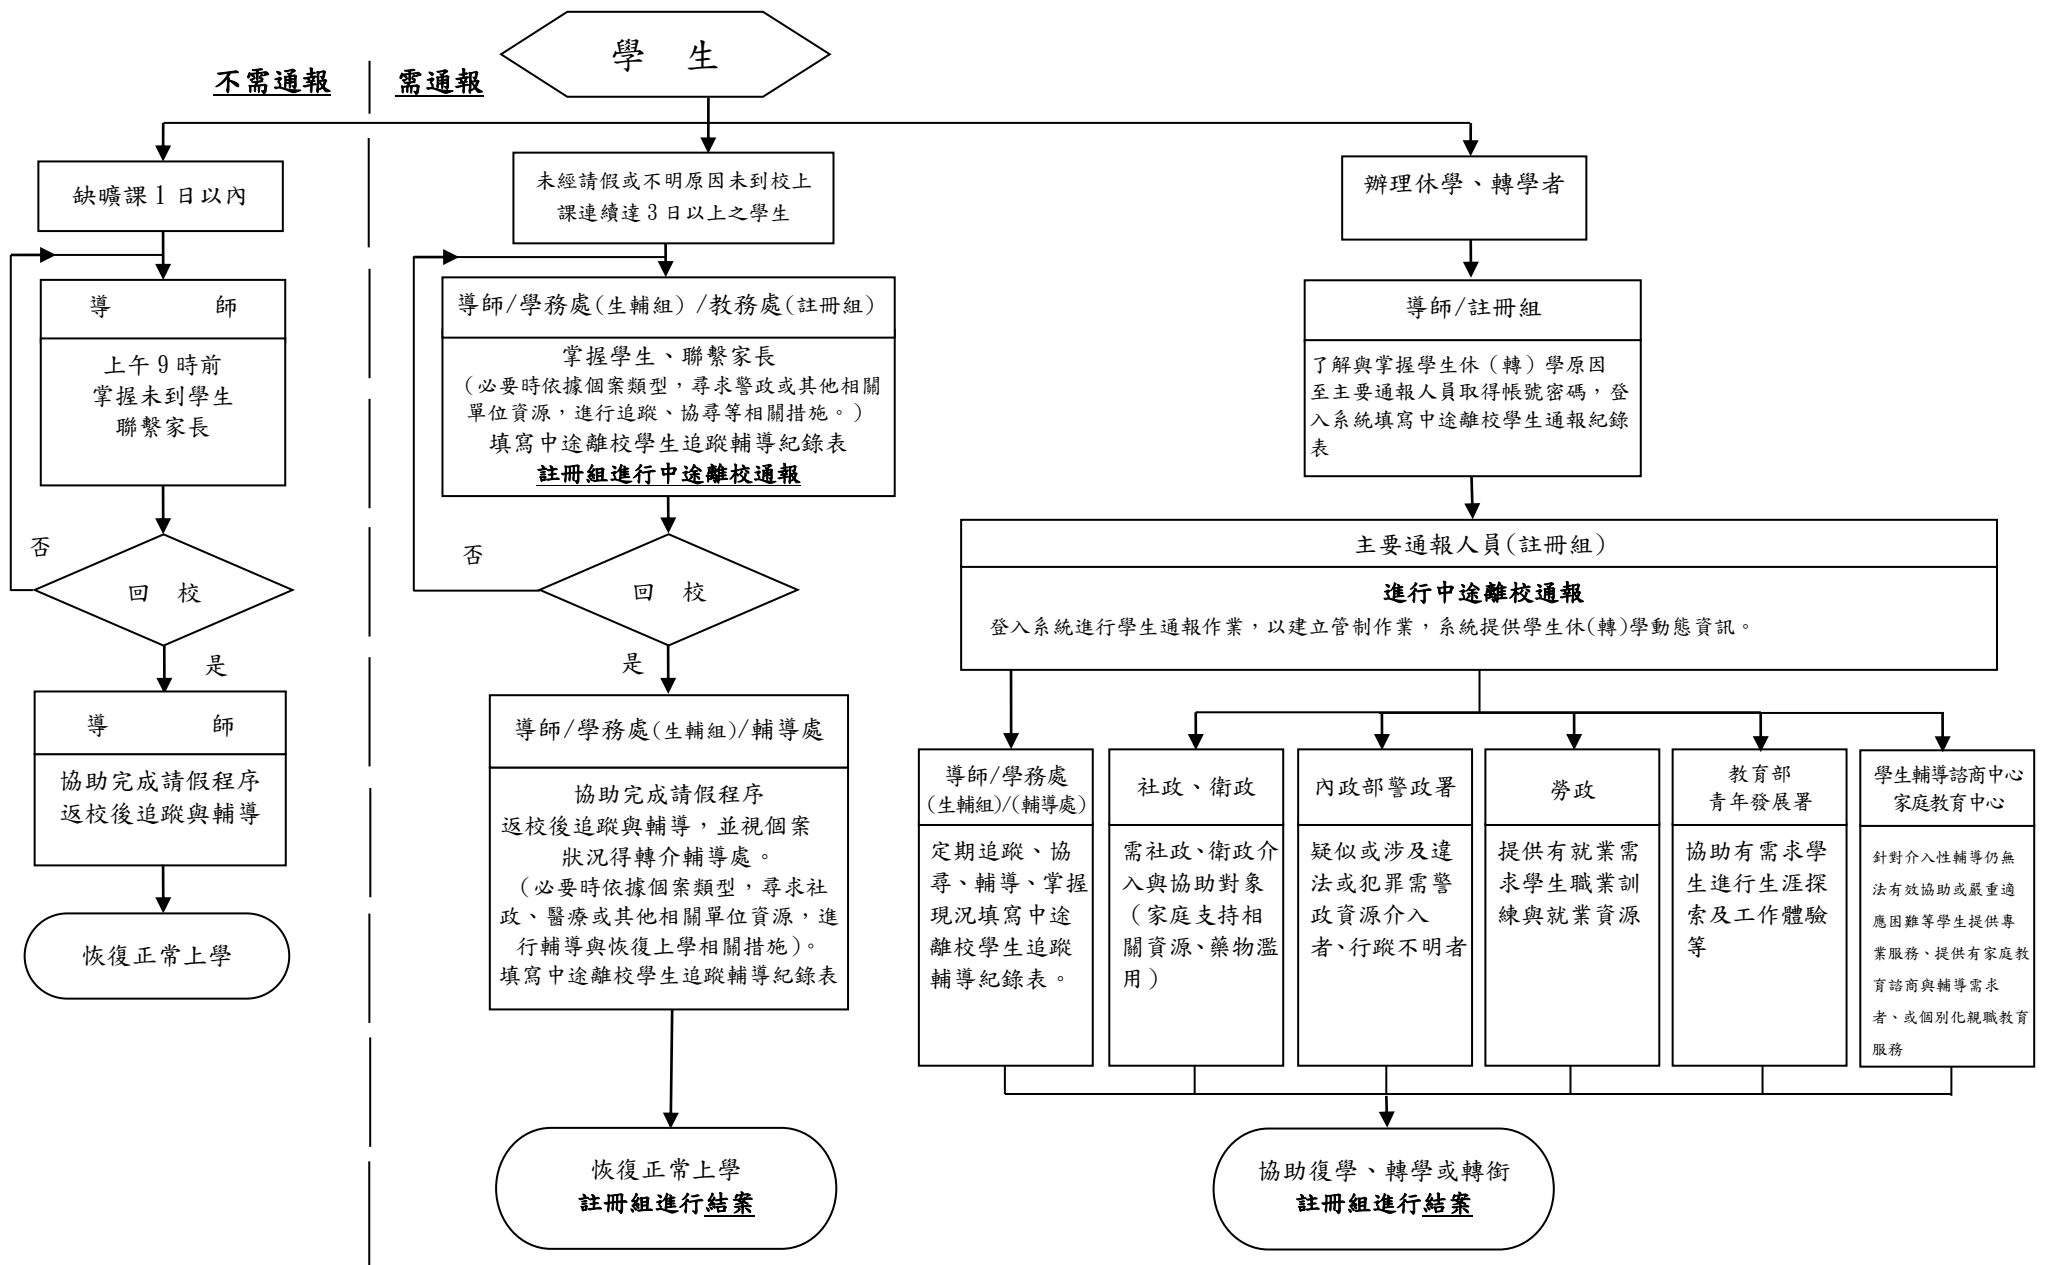 學 生
不需通報
需通報
缺曠課 1 日以內
導 師
上午 9 時前
掌握未到學生
聯繫家長
否
回 校
是
導 師
協助完成請假程序
返校後追蹤與輔導
恢復正常上學
未經請假或不明原因未到校上
課連續達 3 日以上之學生
導師/學務處(生輔組) /教務處(註冊組)
掌握學生、聯繫家長
（必要時依據個案類型，尋求警政或其他相關
單位資源，進行追蹤、協尋等相關措施。）
填寫中途離校學生追蹤輔導紀錄表
註冊組進行中途離校通報
否
回 校
是
導師/學務處(生輔組)/輔導處
協助完成請假程序
返校後追蹤與輔導，並視個案
狀況得轉介輔導處。
（必要時依據個案類型，尋求社
政、醫療或其他相關單位資源，進
行輔導與恢復上學相關措施)。
填寫中途離校學生追蹤輔導紀錄表
恢復正常上學
註冊組進行結案
辦理休學、轉學者
導師/註冊組
了解與掌握學生休（轉）學原因
至主要通報人員取得帳號密碼，登
入系統填寫中途離校學生通報紀錄
表
主要通報人員(註冊組)
進行中途離校通報
登入系統進行學生通報作業，以建立管制作業，系統提供學生休(轉)學動態資訊。
導師/學務處
(生輔組)/(輔導處)
定期追蹤、協
尋、輔導、掌握
現況填寫中途
離校學生追蹤
輔導紀錄表。
社政、衛政
需社政、衛政介
入與協助對象
（家庭支持相
關資源、藥物濫
用）
內政部警政署
疑似或涉及違
法或犯罪需警
政資源介入
者、行蹤不明者
勞政
提供有就業需
求學生職業訓
練與就業資源
教育部
青年發展署
協助有需求學
生進行生涯探
索及工作體驗
等
學生輔導諮商中心
家庭教育中心
針對介入性輔導仍無
法有效協助或嚴重適
應困難等學生提供專
業服務、提供有家庭教
育諮商與輔導需求
者、或個別化親職教育
服務
協助復學、轉學或轉銜
註冊組進行結案